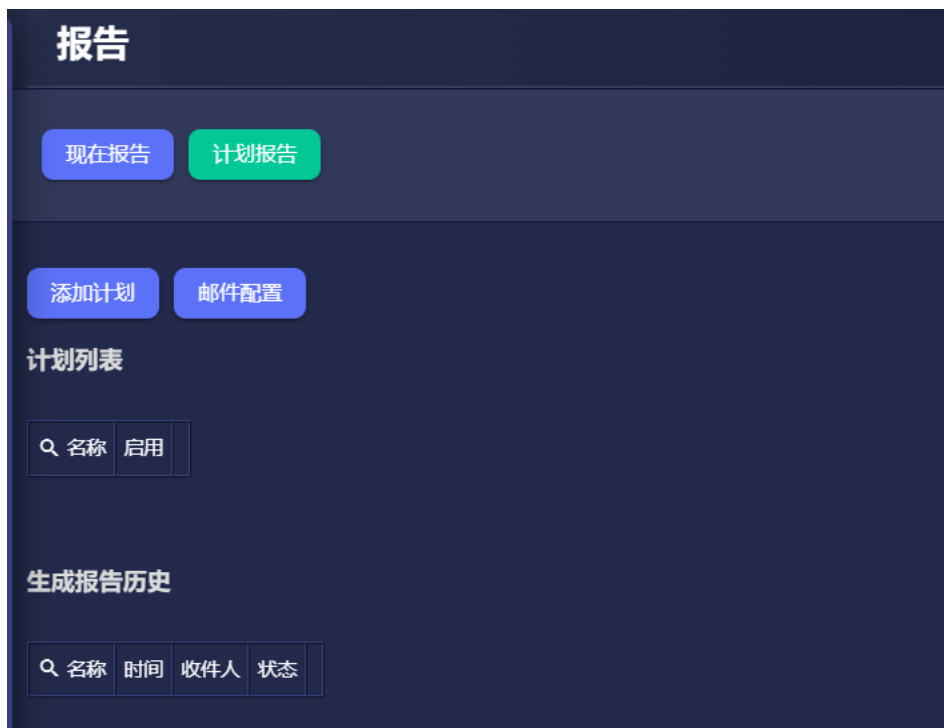 报告
现在报告 计划报告
添加计划 邮件配置
计划列表
名称 启用
生成报告历史
名称 时间 收件人 状态